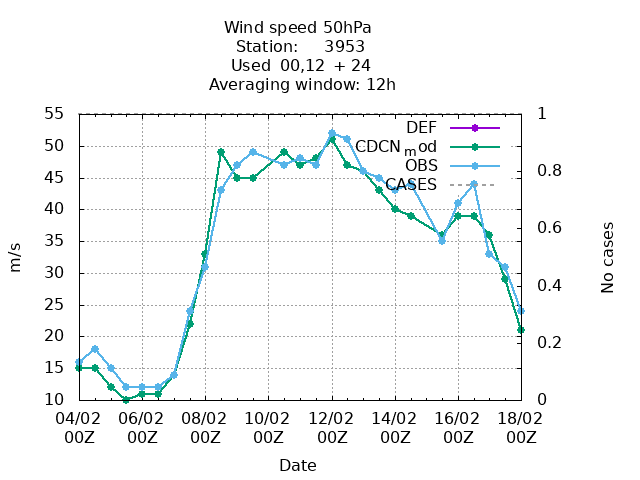 Wind speed 50hPa
Station: 3953
Used 00,12 + 24
Averaging window: 12h
55 1
DEF
50 CDCN_mod
OBS
45 CASES 0.8
40
35 0.6
30
25 0.4
20
15 0.2
10 0
m/s
No cases
04/02 06/02 08/02 10/02 12/02 14/02 16/02 18/02
00Z 00Z 00Z 00Z 00Z 00Z 00Z 00Z
Date